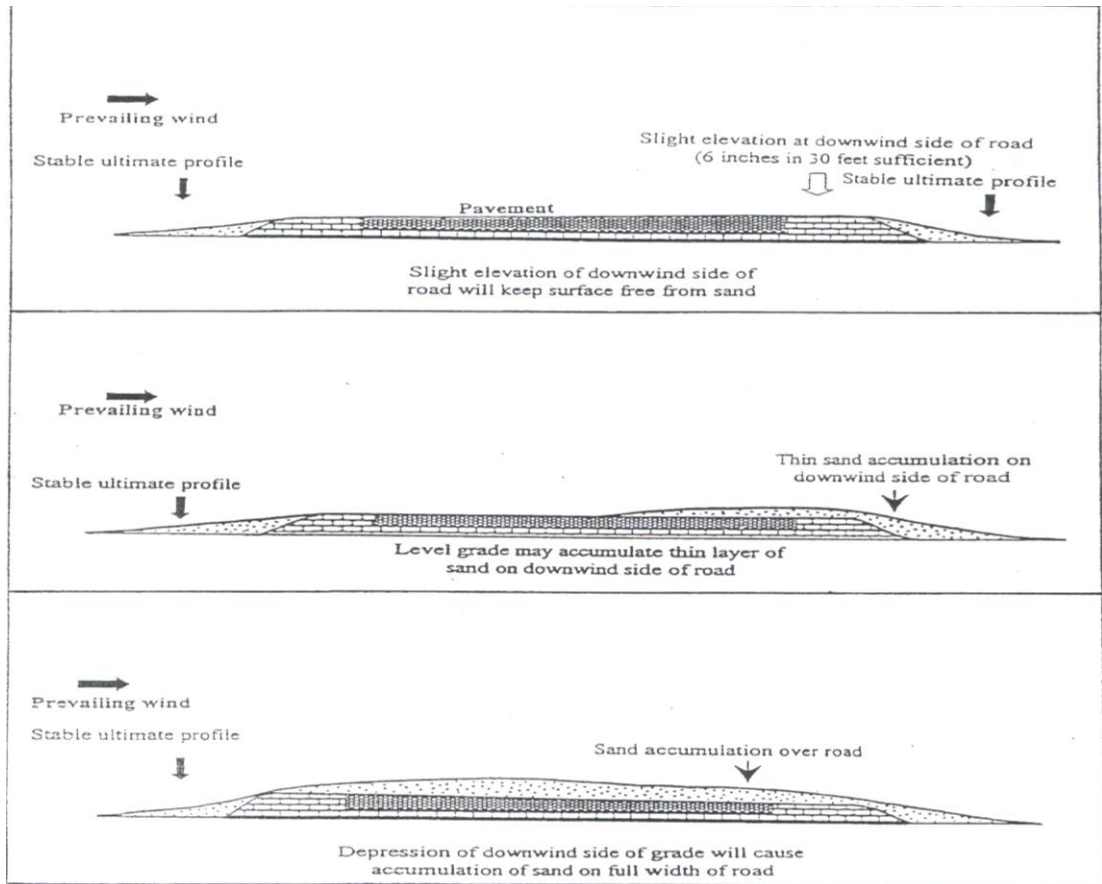 Prevailing wind
Slight elevation at downwind side of road
(6 inches in 30 feet sufficient)
Stable ultimate profile
Stable ultimate profile
Pavement
Slight elevation of downwind side of
road will keep surface free from sand
Prevailing wind
Thin sand accumulation on
downwind side of road
Stable ultimate profile
Level grade may accumulate thin layer of
sand on downwind side of road
Prevailing wind
Stable ultimate profile
Sand accumulation over road
Depression of downwind side of grade will cause
accumulation of sand on full width of road